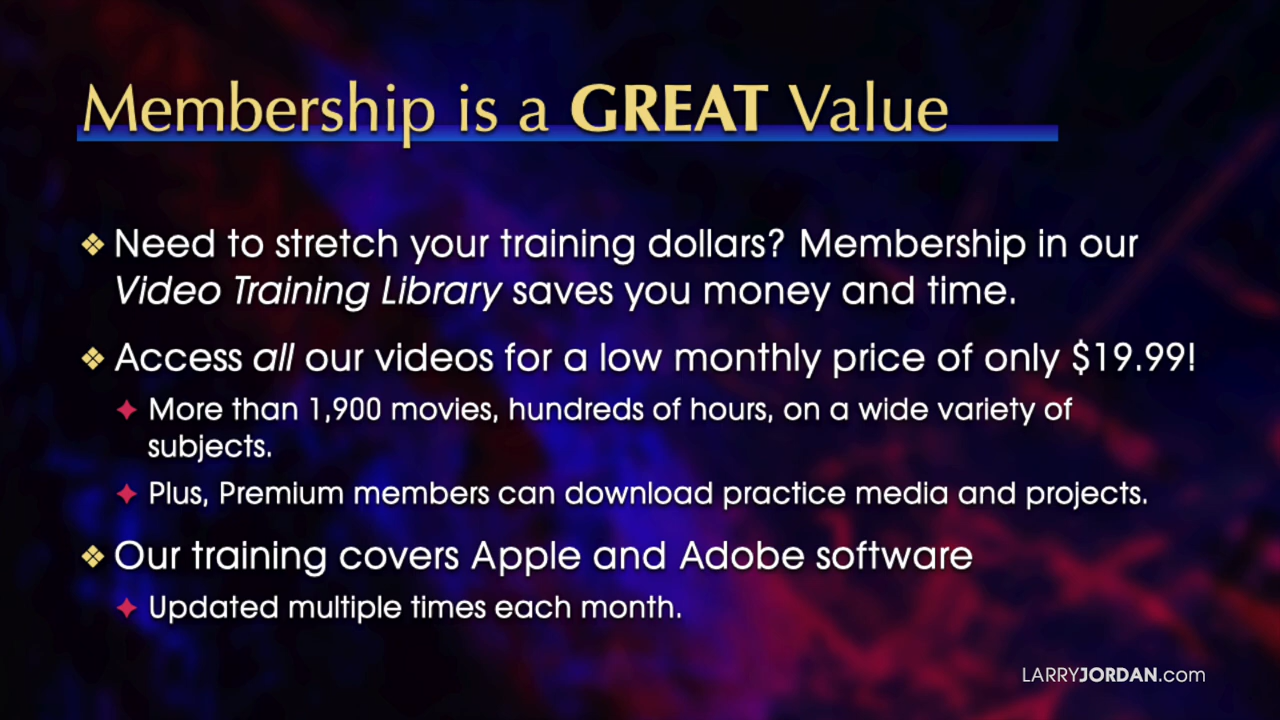 Membership is a GREAT Value
❖ Need to stretch your training dollars? Membership in our
Video Training Library saves you money and time.
❖ Access all our videos for a low monthly price of only $19.99!
✦ More than 1,900 movies, hundreds of hours, on a wide variety of
subjects.
✦ Plus, Premium members can download practice media and projects.
❖ Our training covers Apple and Adobe software
✦ Updated multiple times each month.
LARRYJORDAN.com